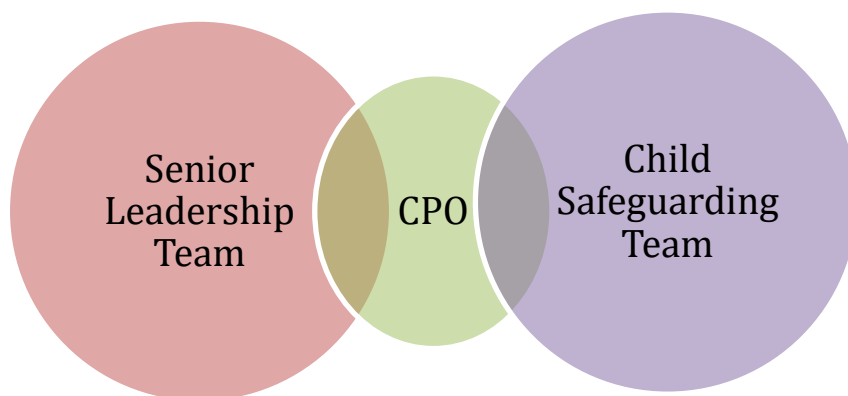 Senior
Leadership
Team
CPO
Child
Safeguarding
Team